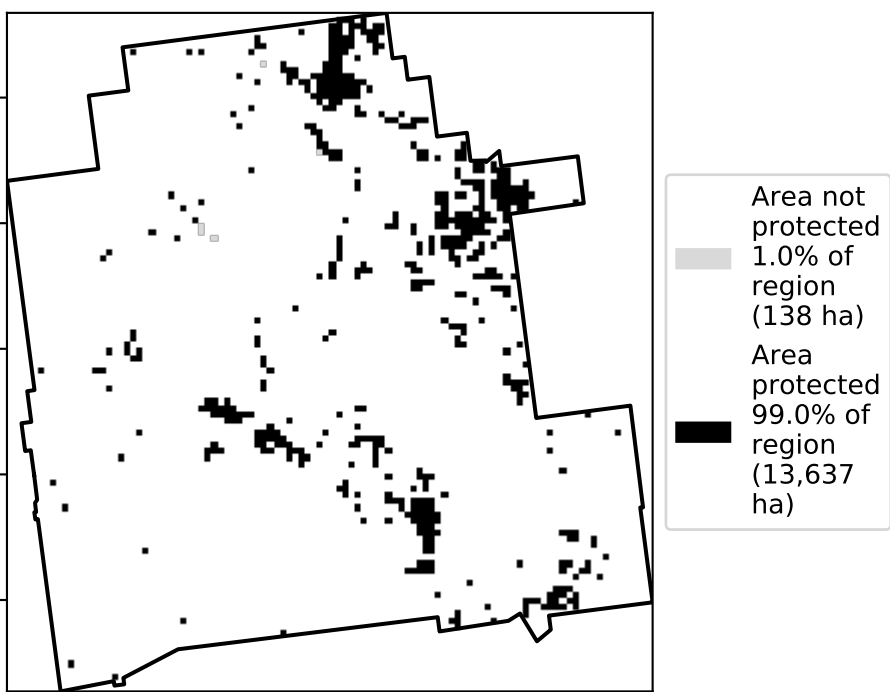 Area not
protected
1.0% of
region
(138 ha)
Area
protected
99.0% of
region
(13,637
ha)